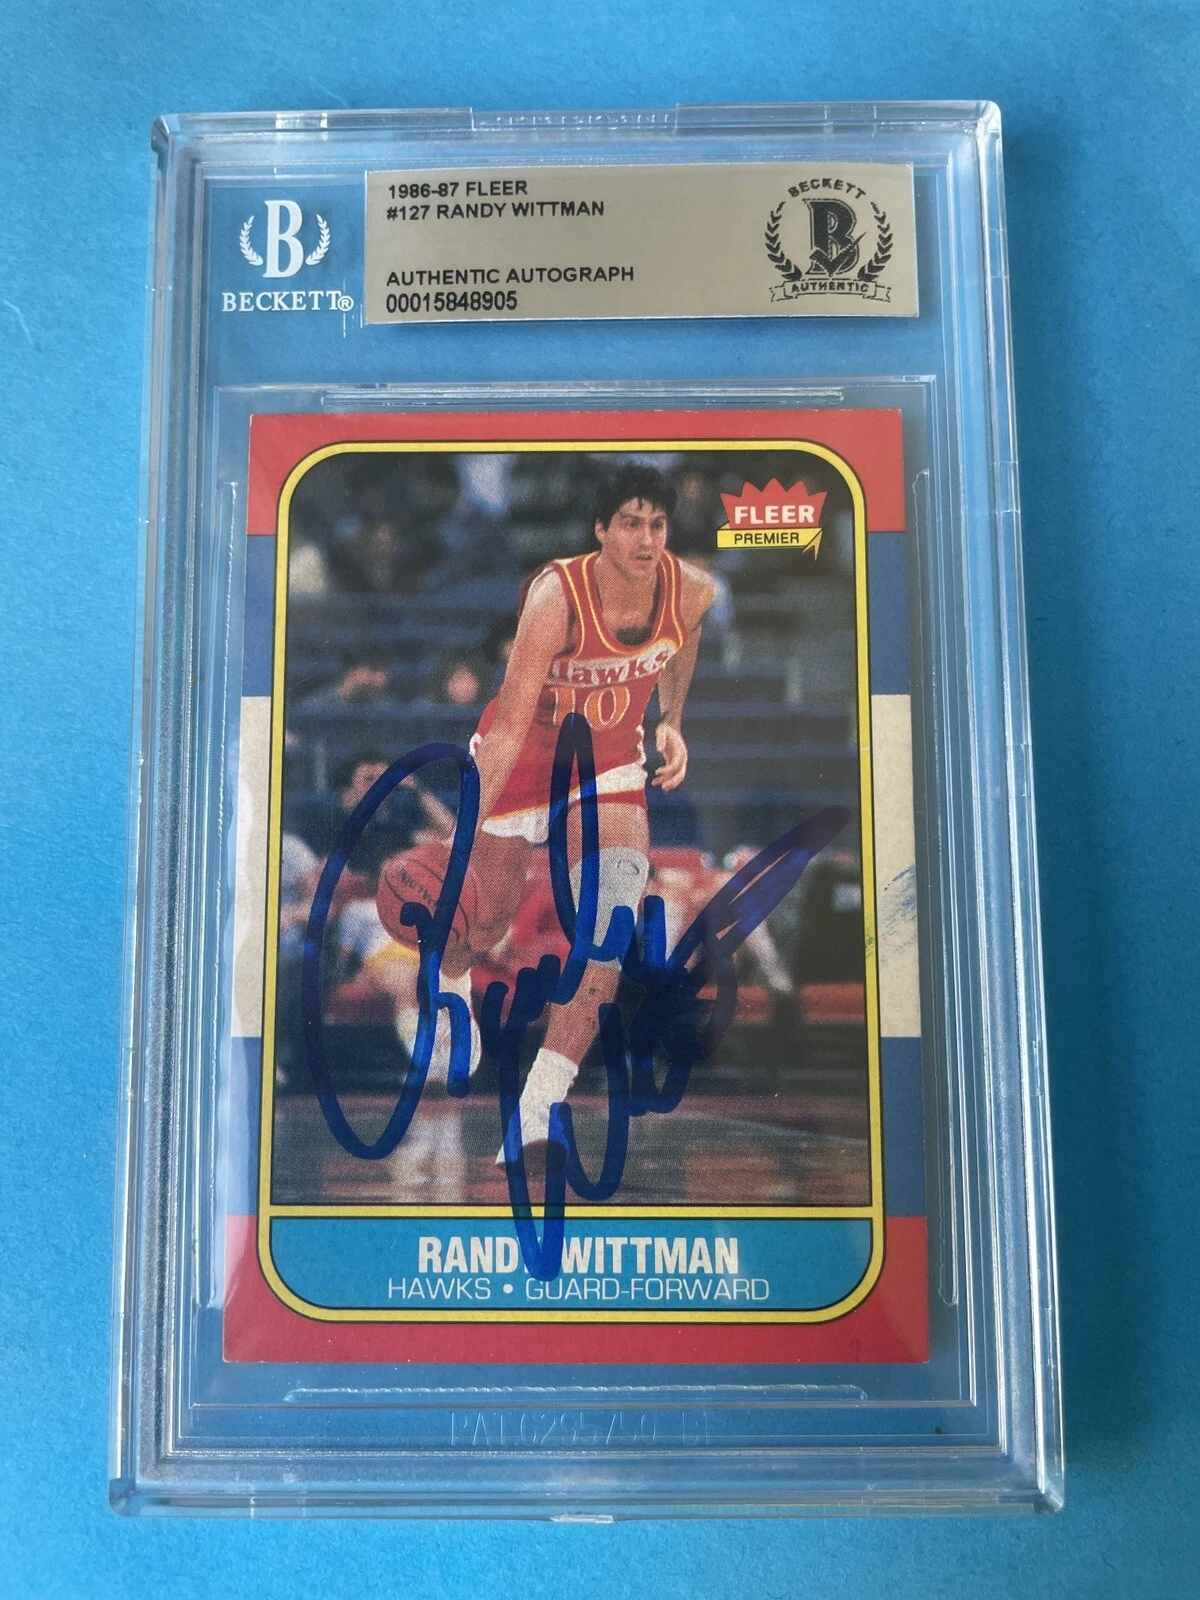 1986-87 FLEER
#127 RANDY WITTMAN
AUTHENTIC AUTOGRAPH
00015848905
B
BECKETT®
BECKETT
B
AUTHENTIC
FLEER
PREMIER
Hawks
10
RANDY WITTMAN
HAWKS • GUARD-FORWARD